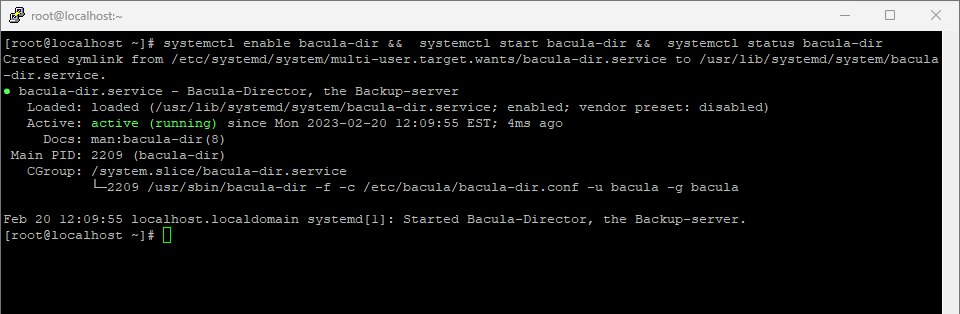 root@localhost:~
[root@localhost ~]# systemctl enable bacula-dir &&  systemctl start bacula-dir &&  systemctl status bacula-dir
Created symlink from /etc/systemd/system/multi-user.target.wants/bacula-dir.service to /usr/lib/systemd/system/bacula
-dir.service.
● bacula-dir.service - Bacula-Director, the Backup-server
   Loaded: loaded (/usr/lib/systemd/system/bacula-dir.service; enabled; vendor preset: disabled)
   Active: active (running) since Mon 2023-02-20 12:09:55 EST; 4ms ago
     Docs: man:bacula-dir(8)
 Main PID: 2209 (bacula-dir)
   CGroup: /system.slice/bacula-dir.service
           └─2209 /usr/sbin/bacula-dir -f -c /etc/bacula/bacula-dir.conf -u bacula -g bacula
Feb 20 12:09:55 localhost.localdomain systemd[1]: Started Bacula-Director, the Backup-server.
[root@localhost ~]#